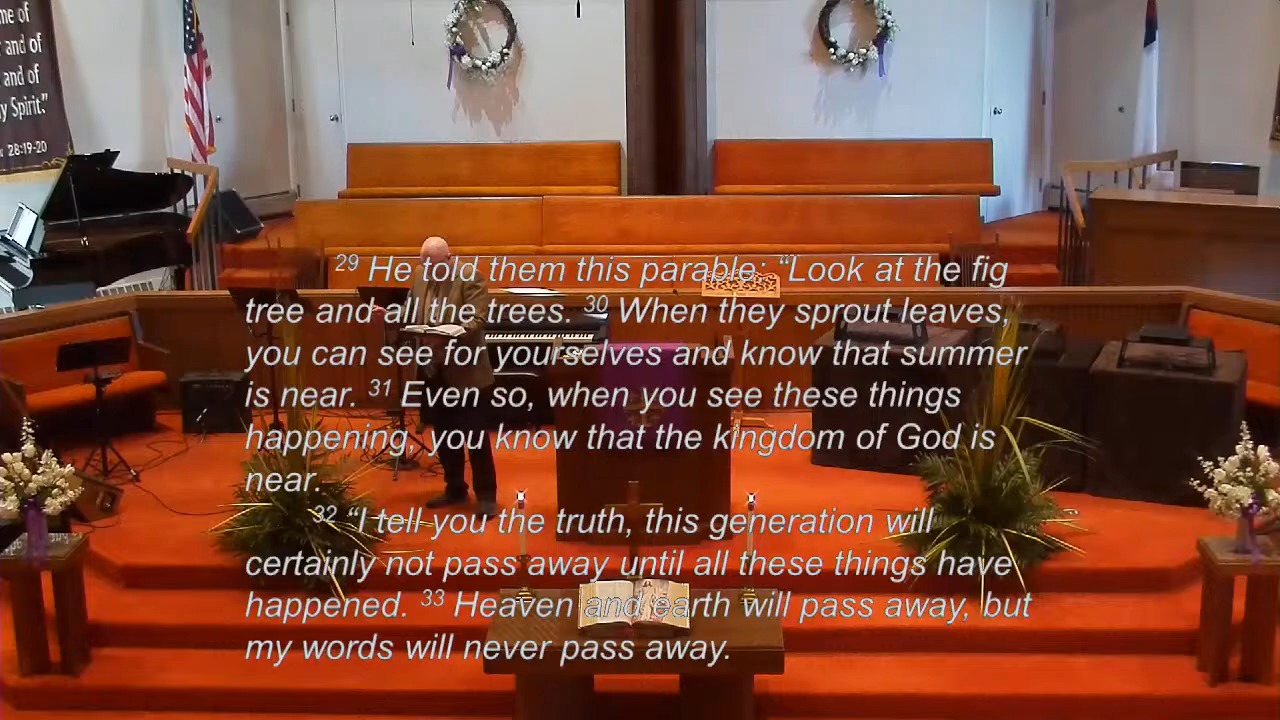 me of
and of
and of
y Spirit."
28:19-20
29 He told them this parable: “Look at the fig
tree and all the trees. 30 When they sprout leaves,
you can see for yourselves and know that summer
is near. 31 Even so, when you see these things
happening, you know that the kingdom of God is
near.
32 “I tell you the truth, this generation will
certainly not pass away until all these things have
happened. 33 Heaven and earth will pass away, but
my words will never pass away.